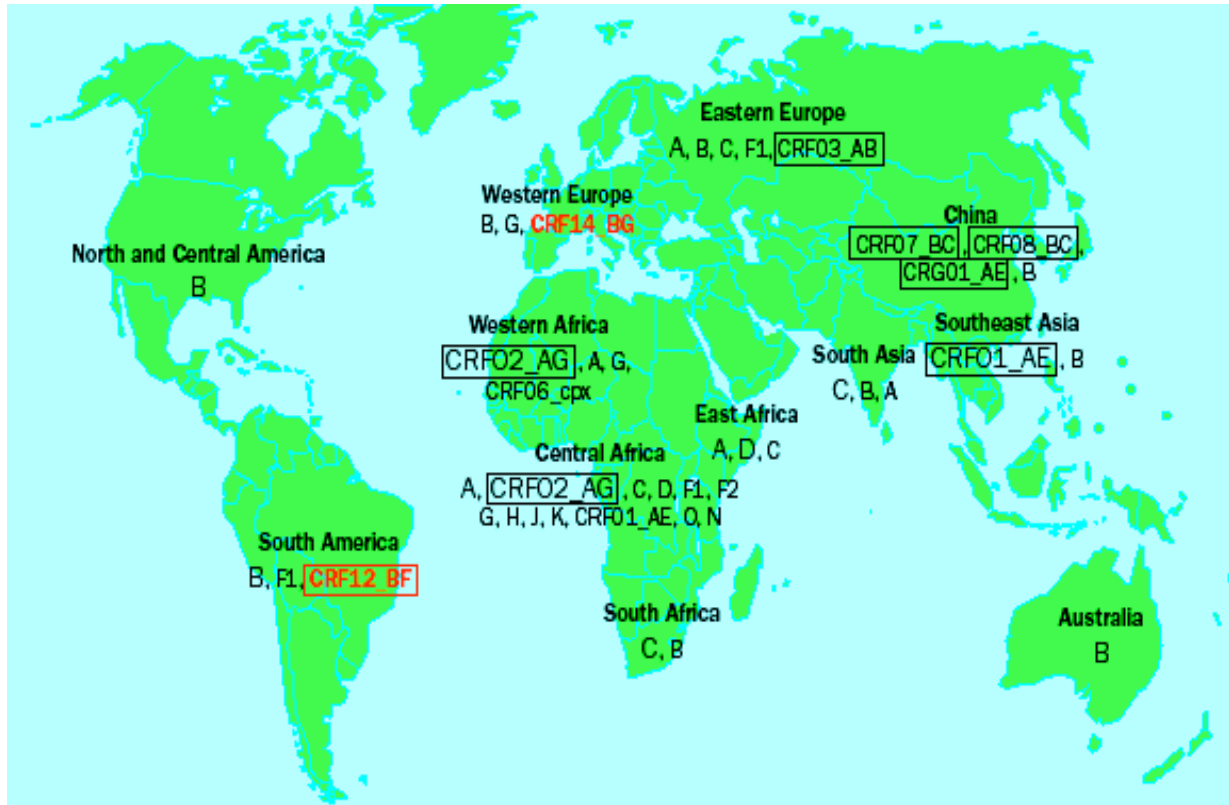 Eastern Europe
A, B, C, F1, CRF03_AB
Western Europe
B, G, CRF14_BG
China
CRF07_BC, CRF08_BC,
CRG01_AE, B
North and Central America
B
Western Africa
CRF02_AG, A, G,
CRF06_cpx
Southeast Asia
CRF01_AE, B
South Asia
C, B, A
East Africa
A, D, C
Central Africa
A, CRF02_AG, C, D, F1, F2
G, H, J, K, CRF01_AE, O, N
South America
B, F1, CRF12_BF
South Africa
C, B
Australia
B